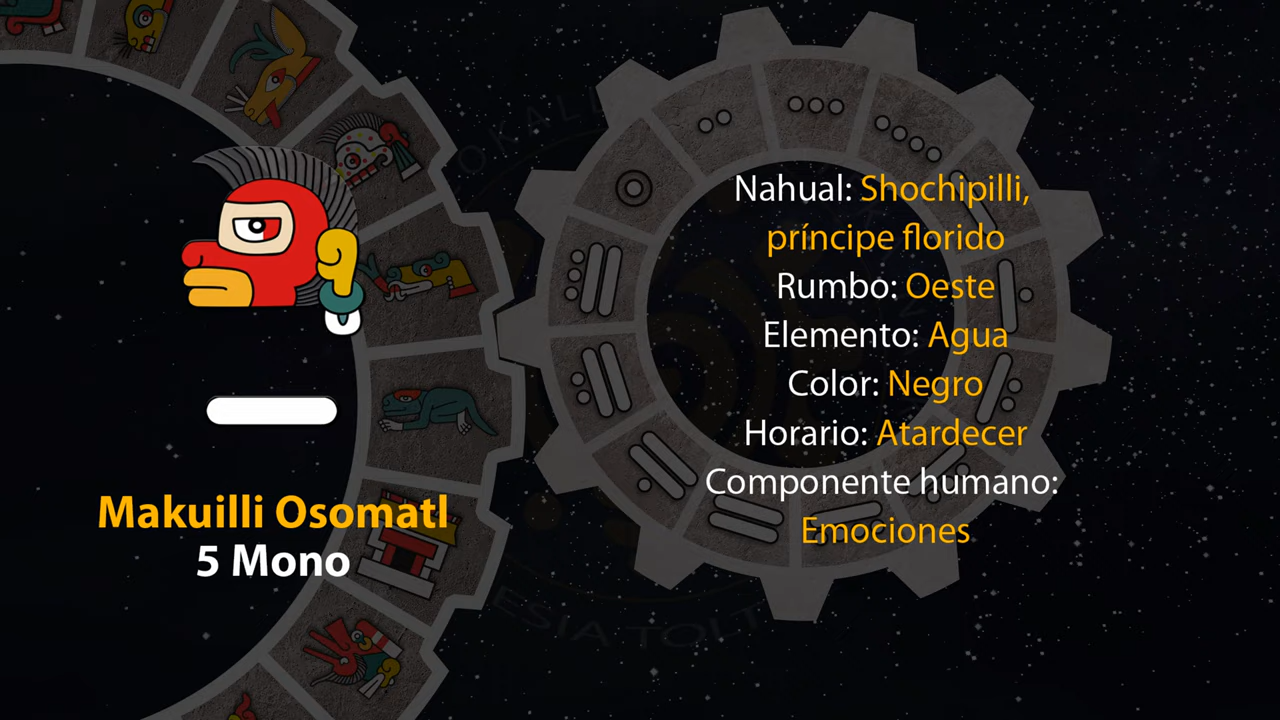 Makuilli Osomatl
5 Mono
Nahual: Shochipilli,
príncipe florido
Rumbo: Oeste
Elemento: Agua
Color: Negro
Horario: Atardecer
Componente humano:
Emociones